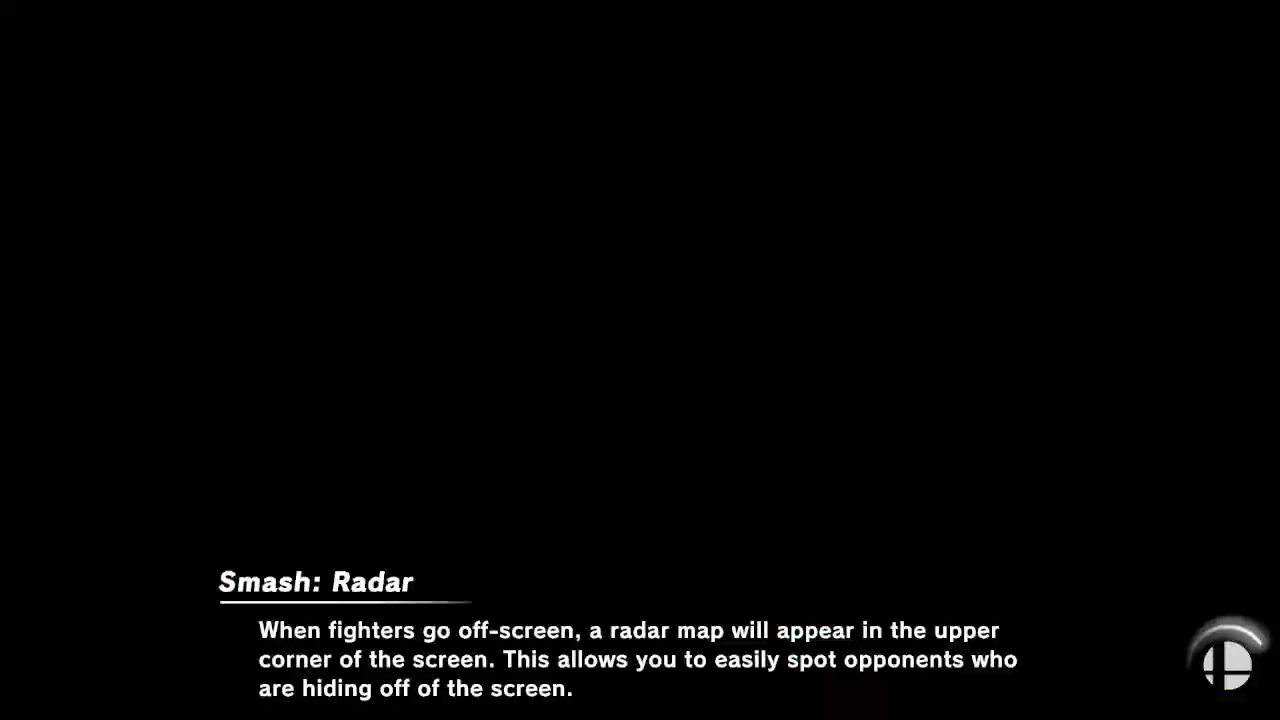 Smash: Radar
When fighters go off-screen, a radar map will appear in the upper
corner of the screen. This allows you to easily spot opponents who
are hiding off of the screen.